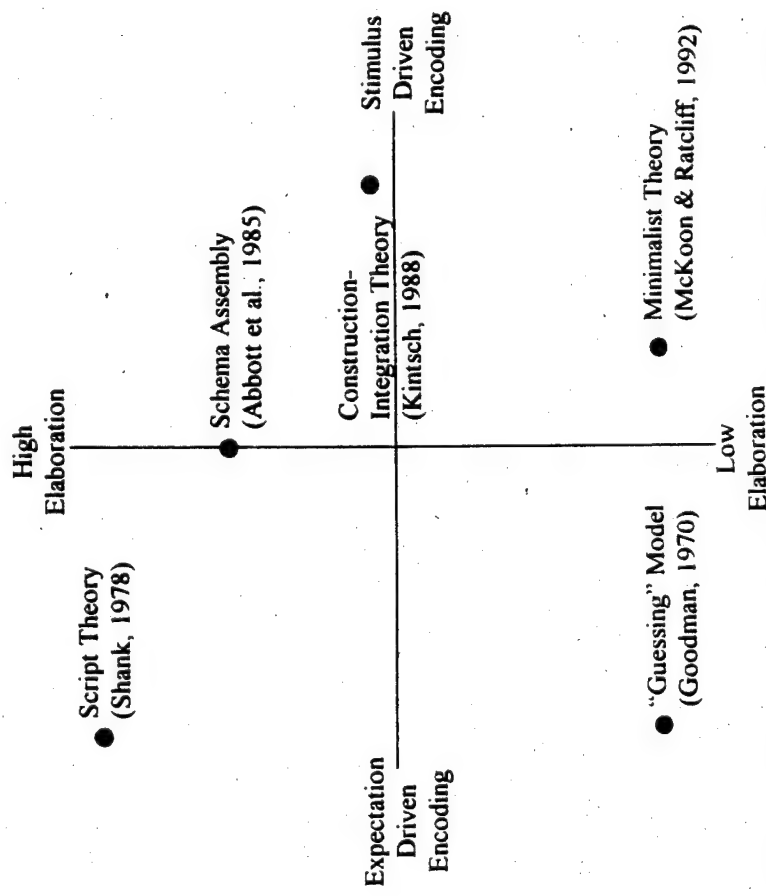 High
Elaboration
Script Theory
(Shank, 1978)
Schema Assembly
(Abbott et al., 1985)
Expectation
Driven
Encoding
Construction-
Integration Theory
(Kintsch, 1988)
Stimulus
Driven
Encoding
"Guessing" Model
(Goodman, 1970)
Minimalist Theory
(McKoon & Ratcliff, 1992)
Low
Elaboration